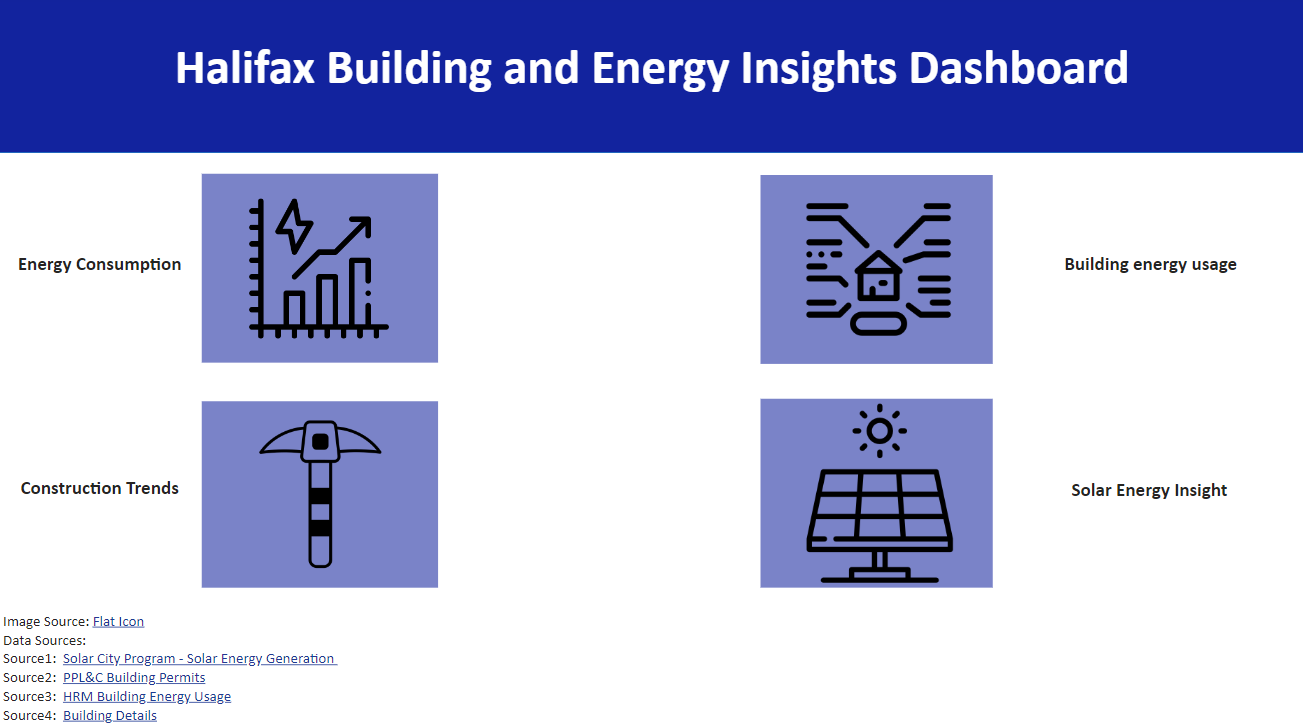 Halifax Building and Energy Insights Dashboard
Energy Consumption
Building energy usage
Construction Trends
Solar Energy Insight
Image Source: Flat Icon
Data Sources:
Source1: Solar City Program - Solar Energy Generation
Source2: PPL&C Building Permits
Source3: HRM Building Energy Usage
Source4: Building Details